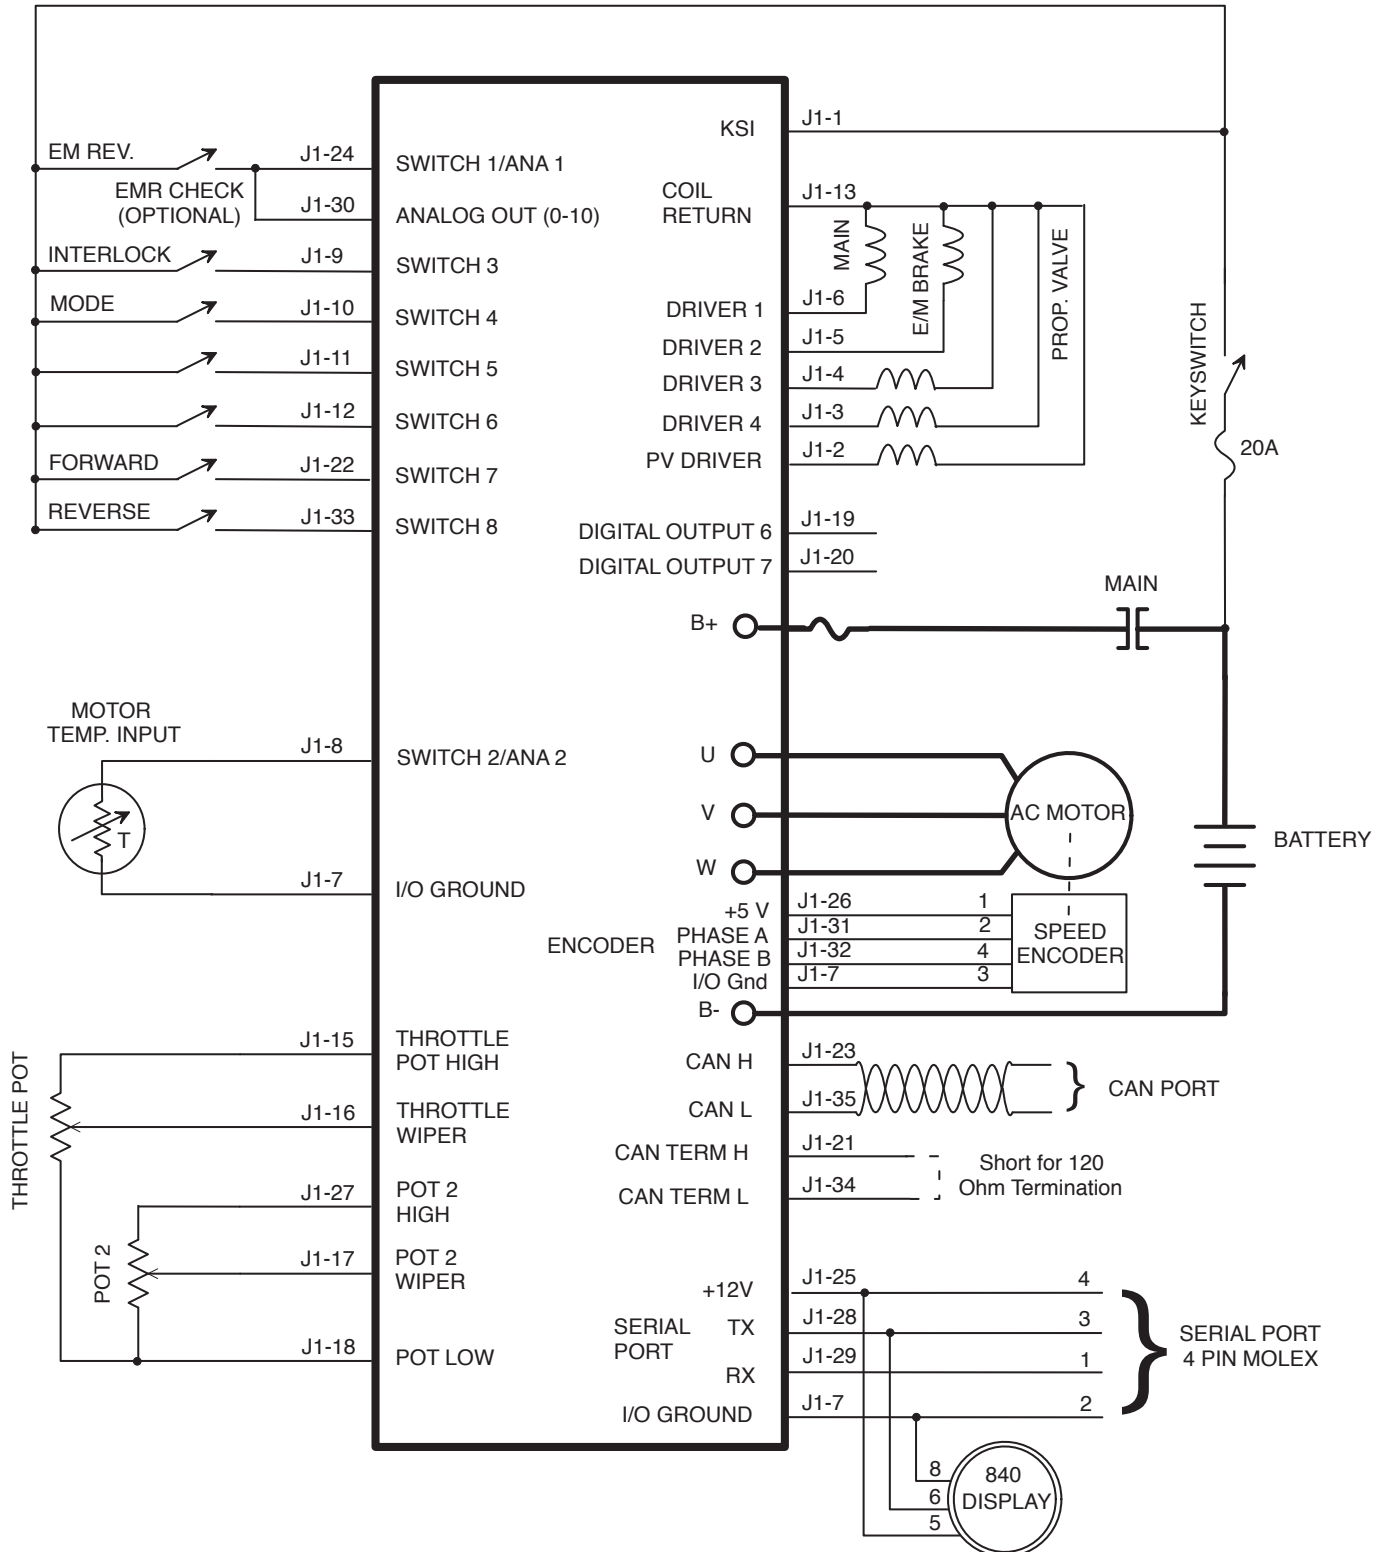 KSI
J1-1
EM REV.
J1-24
SWITCH 1/ANA 1
EMR CHECK
(OPTIONAL)
J1-30
ANALOG OUT (0-10)
INTERLOCK
J1-9
SWITCH 3
MODE
J1-10
SWITCH 4
J1-11
SWITCH 5
J1-12
SWITCH 6
FORWARD
J1-22
SWITCH 7
REVERSE
J1-33
SWITCH 8
COIL
RETURN
J1-13
MAIN
E/M BRAKE
PROP. VALVE
DRIVER 1
J1-6
DRIVER 2
J1-5
DRIVER 3
J1-4
DRIVER 4
J1-3
PV DRIVER
J1-2
KEYSWITCH
20A
DIGITAL OUTPUT 6
J1-19
DIGITAL OUTPUT 7
J1-20
MAIN
B+
MOTOR
TEMP. INPUT
J1-8
SWITCH 2/ANA 2
T
J1-7
I/O GROUND
U
V
W
AC MOTOR
BATTERY
ENCODER
+5 V
J1-26
1
PHASE A
J1-31
2
PHASE B
J1-32
4
I/O Gnd
J1-7
3
SPEED
ENCODER
B-
THROTTLE POT
J1-15
THROTTLE
POT HIGH
J1-16
THROTTLE
WIPER
POT 2
J1-27
POT 2
HIGH
J1-17
POT 2
WIPER
J1-18
POT LOW
CAN H
J1-23
CAN L
J1-35
CAN PORT
CAN TERM H
J1-21
CAN TERM L
J1-34
Short for 120
Ohm Termination
SERIAL
PORT
+12V
J1-25
4
TX
J1-28
3
RX
J1-29
1
I/O GROUND
J1-7
2
SERIAL PORT
4 PIN MOLEX
8
6
5
840
DISPLAY